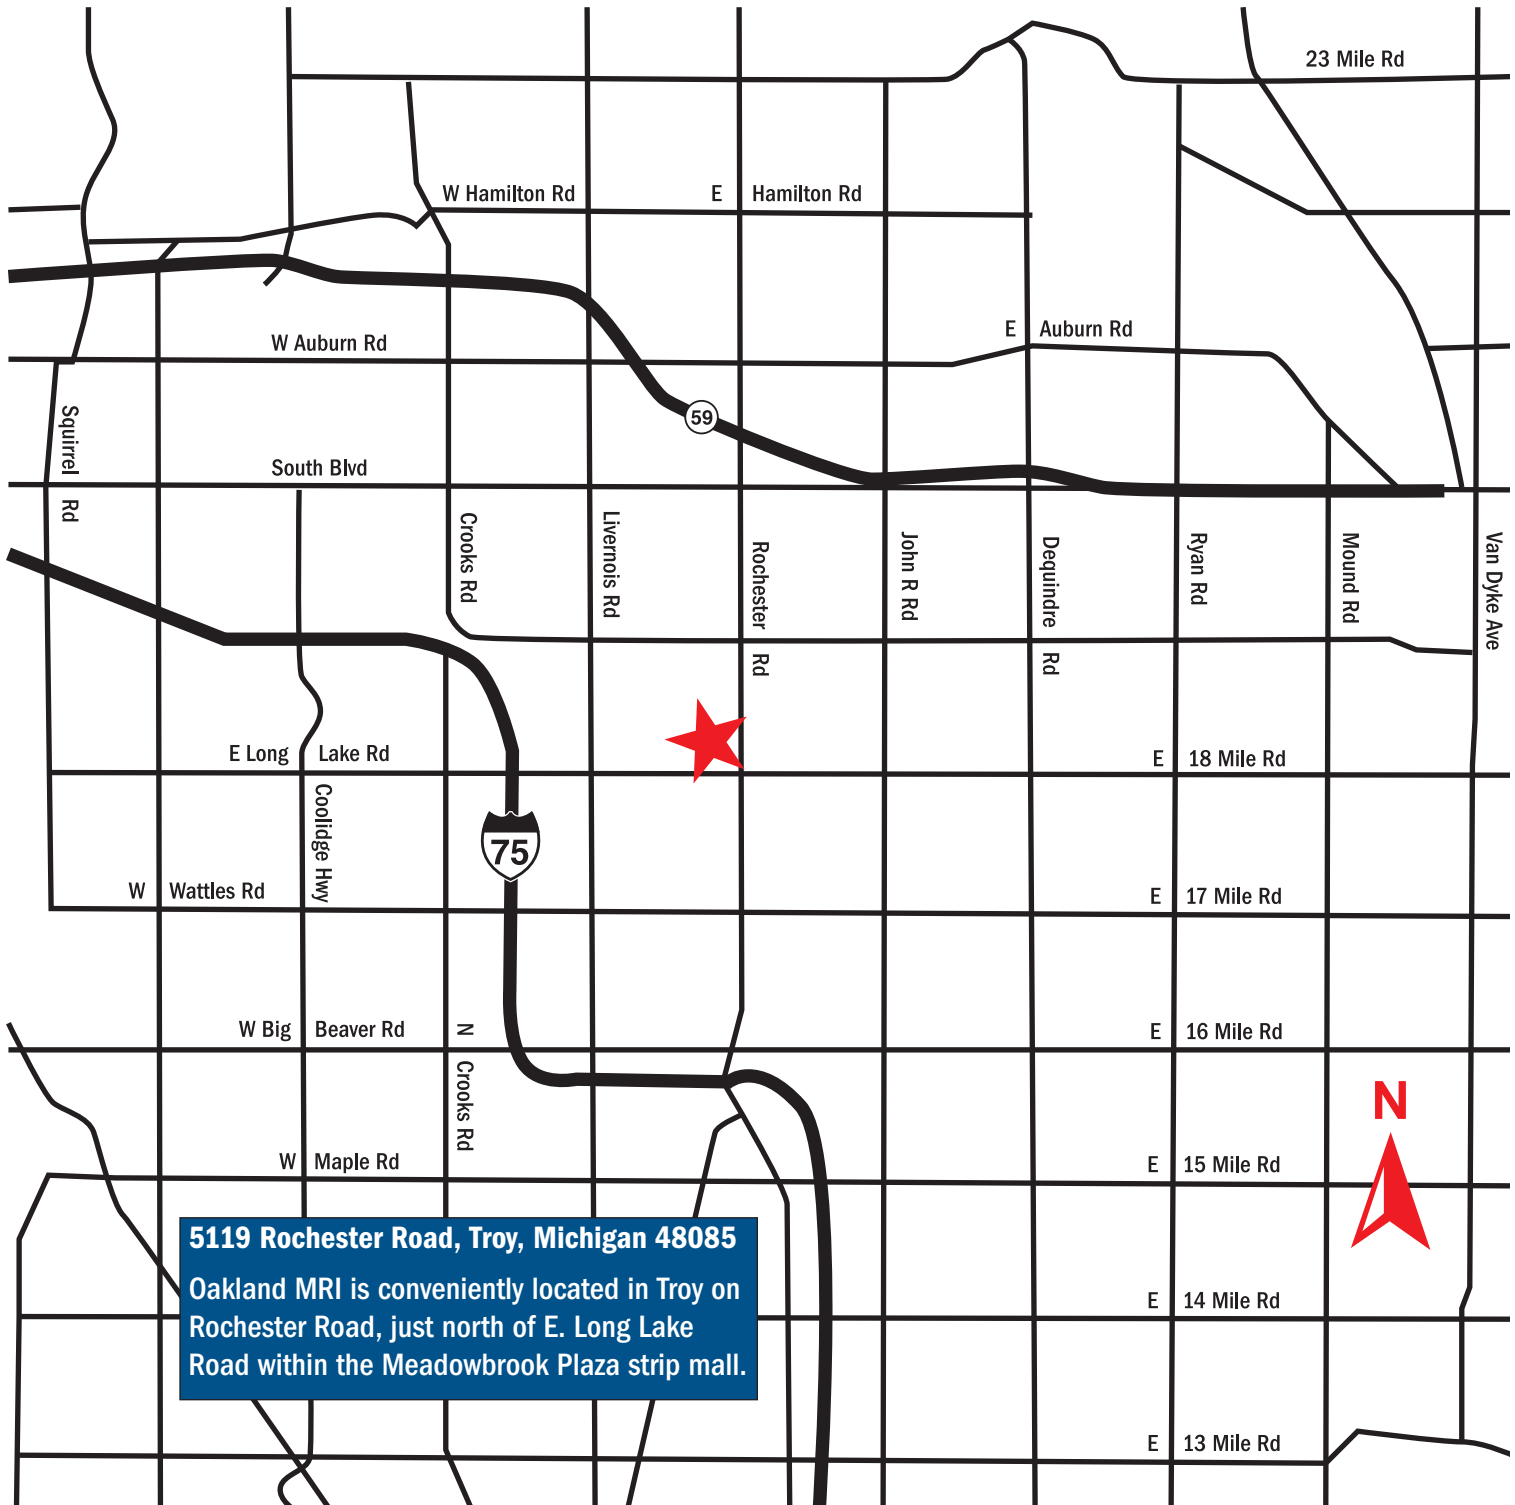 23 Mile Rd
W Hamilton Rd
E Hamilton Rd
E Auburn Rd
W Auburn Rd
59
Squirrel Rd
South Blvd
Crooks Rd
Livernois Rd
Rochester Rd
John R Rd
Dequindre Rd
Ryan Rd
Mound Rd
Van Dyke Ave
E Long Lake Rd
E 18 Mile Rd
Coolidge Hwy
75
W Wattles Rd
E 17 Mile Rd
W Big Beaver Rd
N Crooks Rd
E 16 Mile Rd
N
W Maple Rd
E 15 Mile Rd
5119 Rochester Road, Troy, Michigan 48085
Oakland MRI is conveniently located in Troy on
Rochester Road, just north of E. Long Lake
Road within the Meadowbrook Plaza strip mall.
E 14 Mile Rd
E 13 Mile Rd